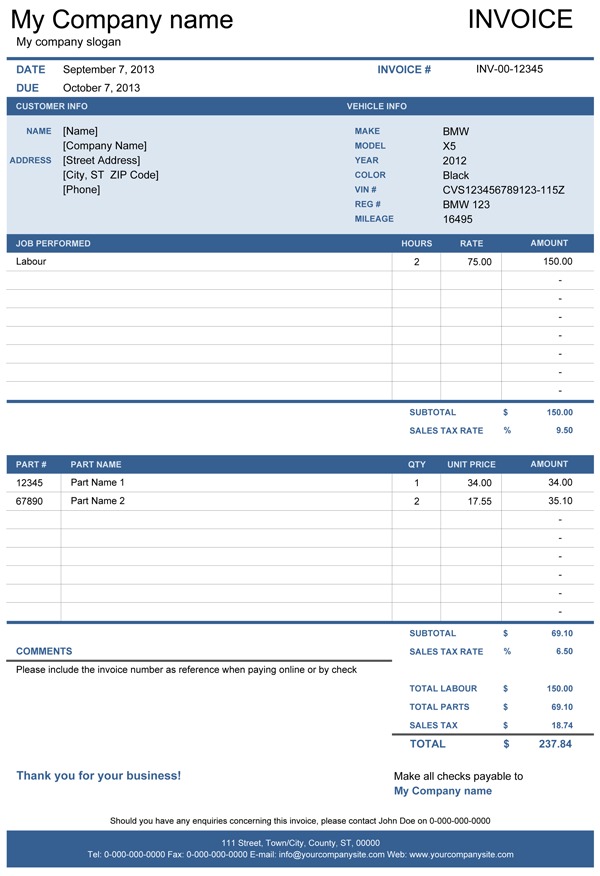 My Company name INVOICE
My company slogan
DATE September 7, 2013 INVOICE # INV-00-12345
DUE October 7, 2013
CUSTOMER INFO VEHICLE INFO
NAME [Name] MAKE BMW
[Company Name] MODEL X5
ADDRESS [Street Address] YEAR 2012
[City, ST ZIP Code] COLOR Black
[Phone] VIN # CVS123456789123-115Z
REG # BMW 123
MILEAGE 16495
JOB PERFORMED HOURS RATE AMOUNT
Labour 2 75.00 150.00
-
-
-
-
-
-
-
SUBTOTAL $ 150.00
SALES TAX RATE % 9.50
PART # PART NAME QTY UNIT PRICE AMOUNT
12345 Part Name 1 1 34.00 34.00
67890 Part Name 2 2 17.55 35.10
-
-
-
-
-
-
SUBTOTAL $ 69.10
COMMENTS SALES TAX RATE % 6.50
Please include the invoice number as reference when paying online or by check
TOTAL LABOUR $ 150.00
TOTAL PARTS $ 69.10
SALES TAX $ 18.74
TOTAL $ 237.84
Thank you for your business! Make all checks payable to
My Company name
Should you have any enquiries concerning this invoice, please contact John Doe on 0-000-000-0000
111 Street, Town/City, County, ST, 00000
Tel: 0-000-000-0000 Fax: 0-000-000-0000 E-mail: info@yourcompanysite.com Web: www.yourcompanysite.com